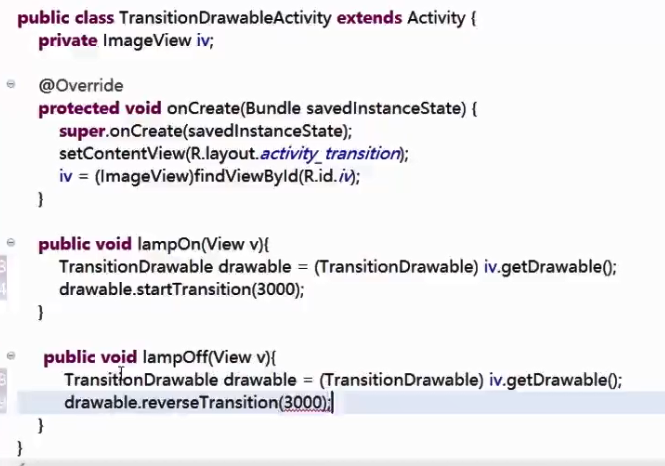 public class TransitionDrawableActivity extends Activity {
private ImageView iv;
@Override
protected void onCreate(Bundle savedInstanceState) {
super.onCreate(savedInstanceState);
setContentView(R.layout.activity_transition);
iv = (ImageView)findViewById(R.id.iv);
}
public void lampOn(View v){
TransitionDrawable drawable = (TransitionDrawable) iv.getDrawable();
drawable.startTransition(3000);
}
public void lampOff(View v){
TransitionDrawable drawable = (TransitionDrawable) iv.getDrawable();
drawable.reverseTransition(3000);
}
}